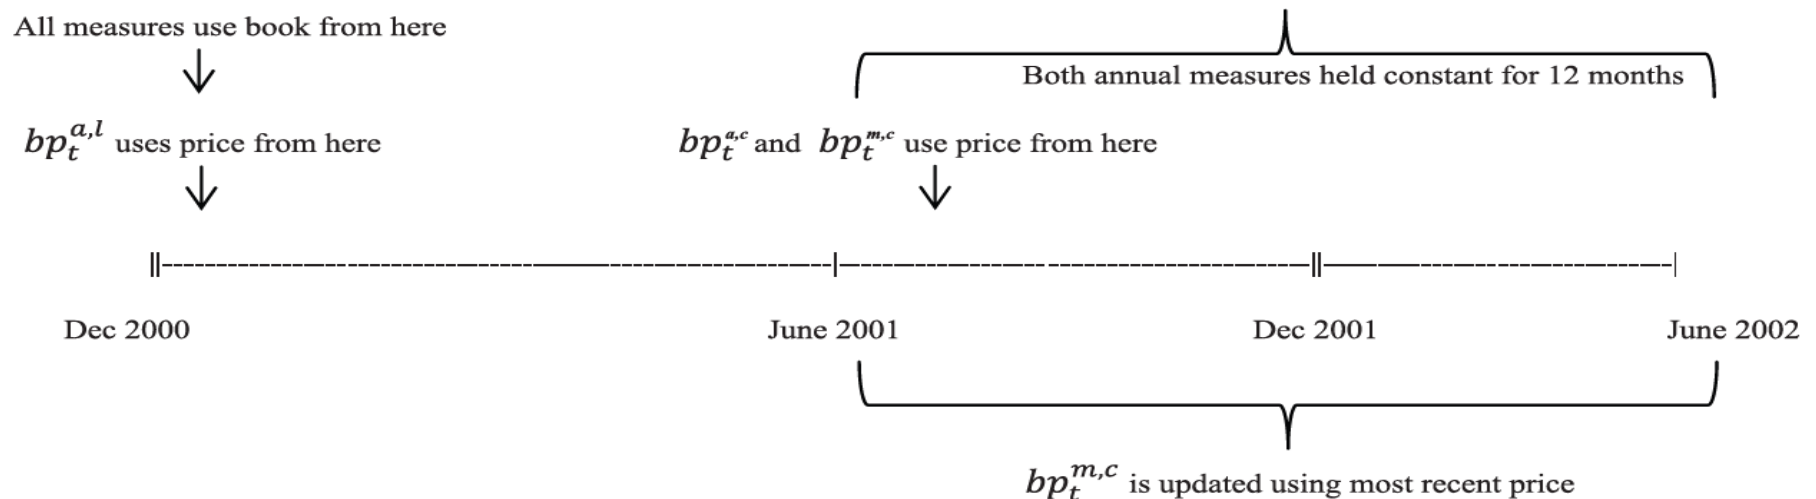 All measures use book from here
Both annual measures held constant for 12 months
bp_t^{a,l} uses price from here
bp_t^{a,c} and bp_t^{m,c} use price from here
Dec 2000
June 2001
Dec 2001
June 2002
bp_t^{m,c} is updated using most recent price